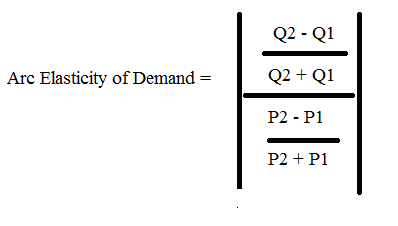 Q2 - Q1
Q2 + Q1
Arc Elasticity of Demand =
P2 - P1
P2 + P1